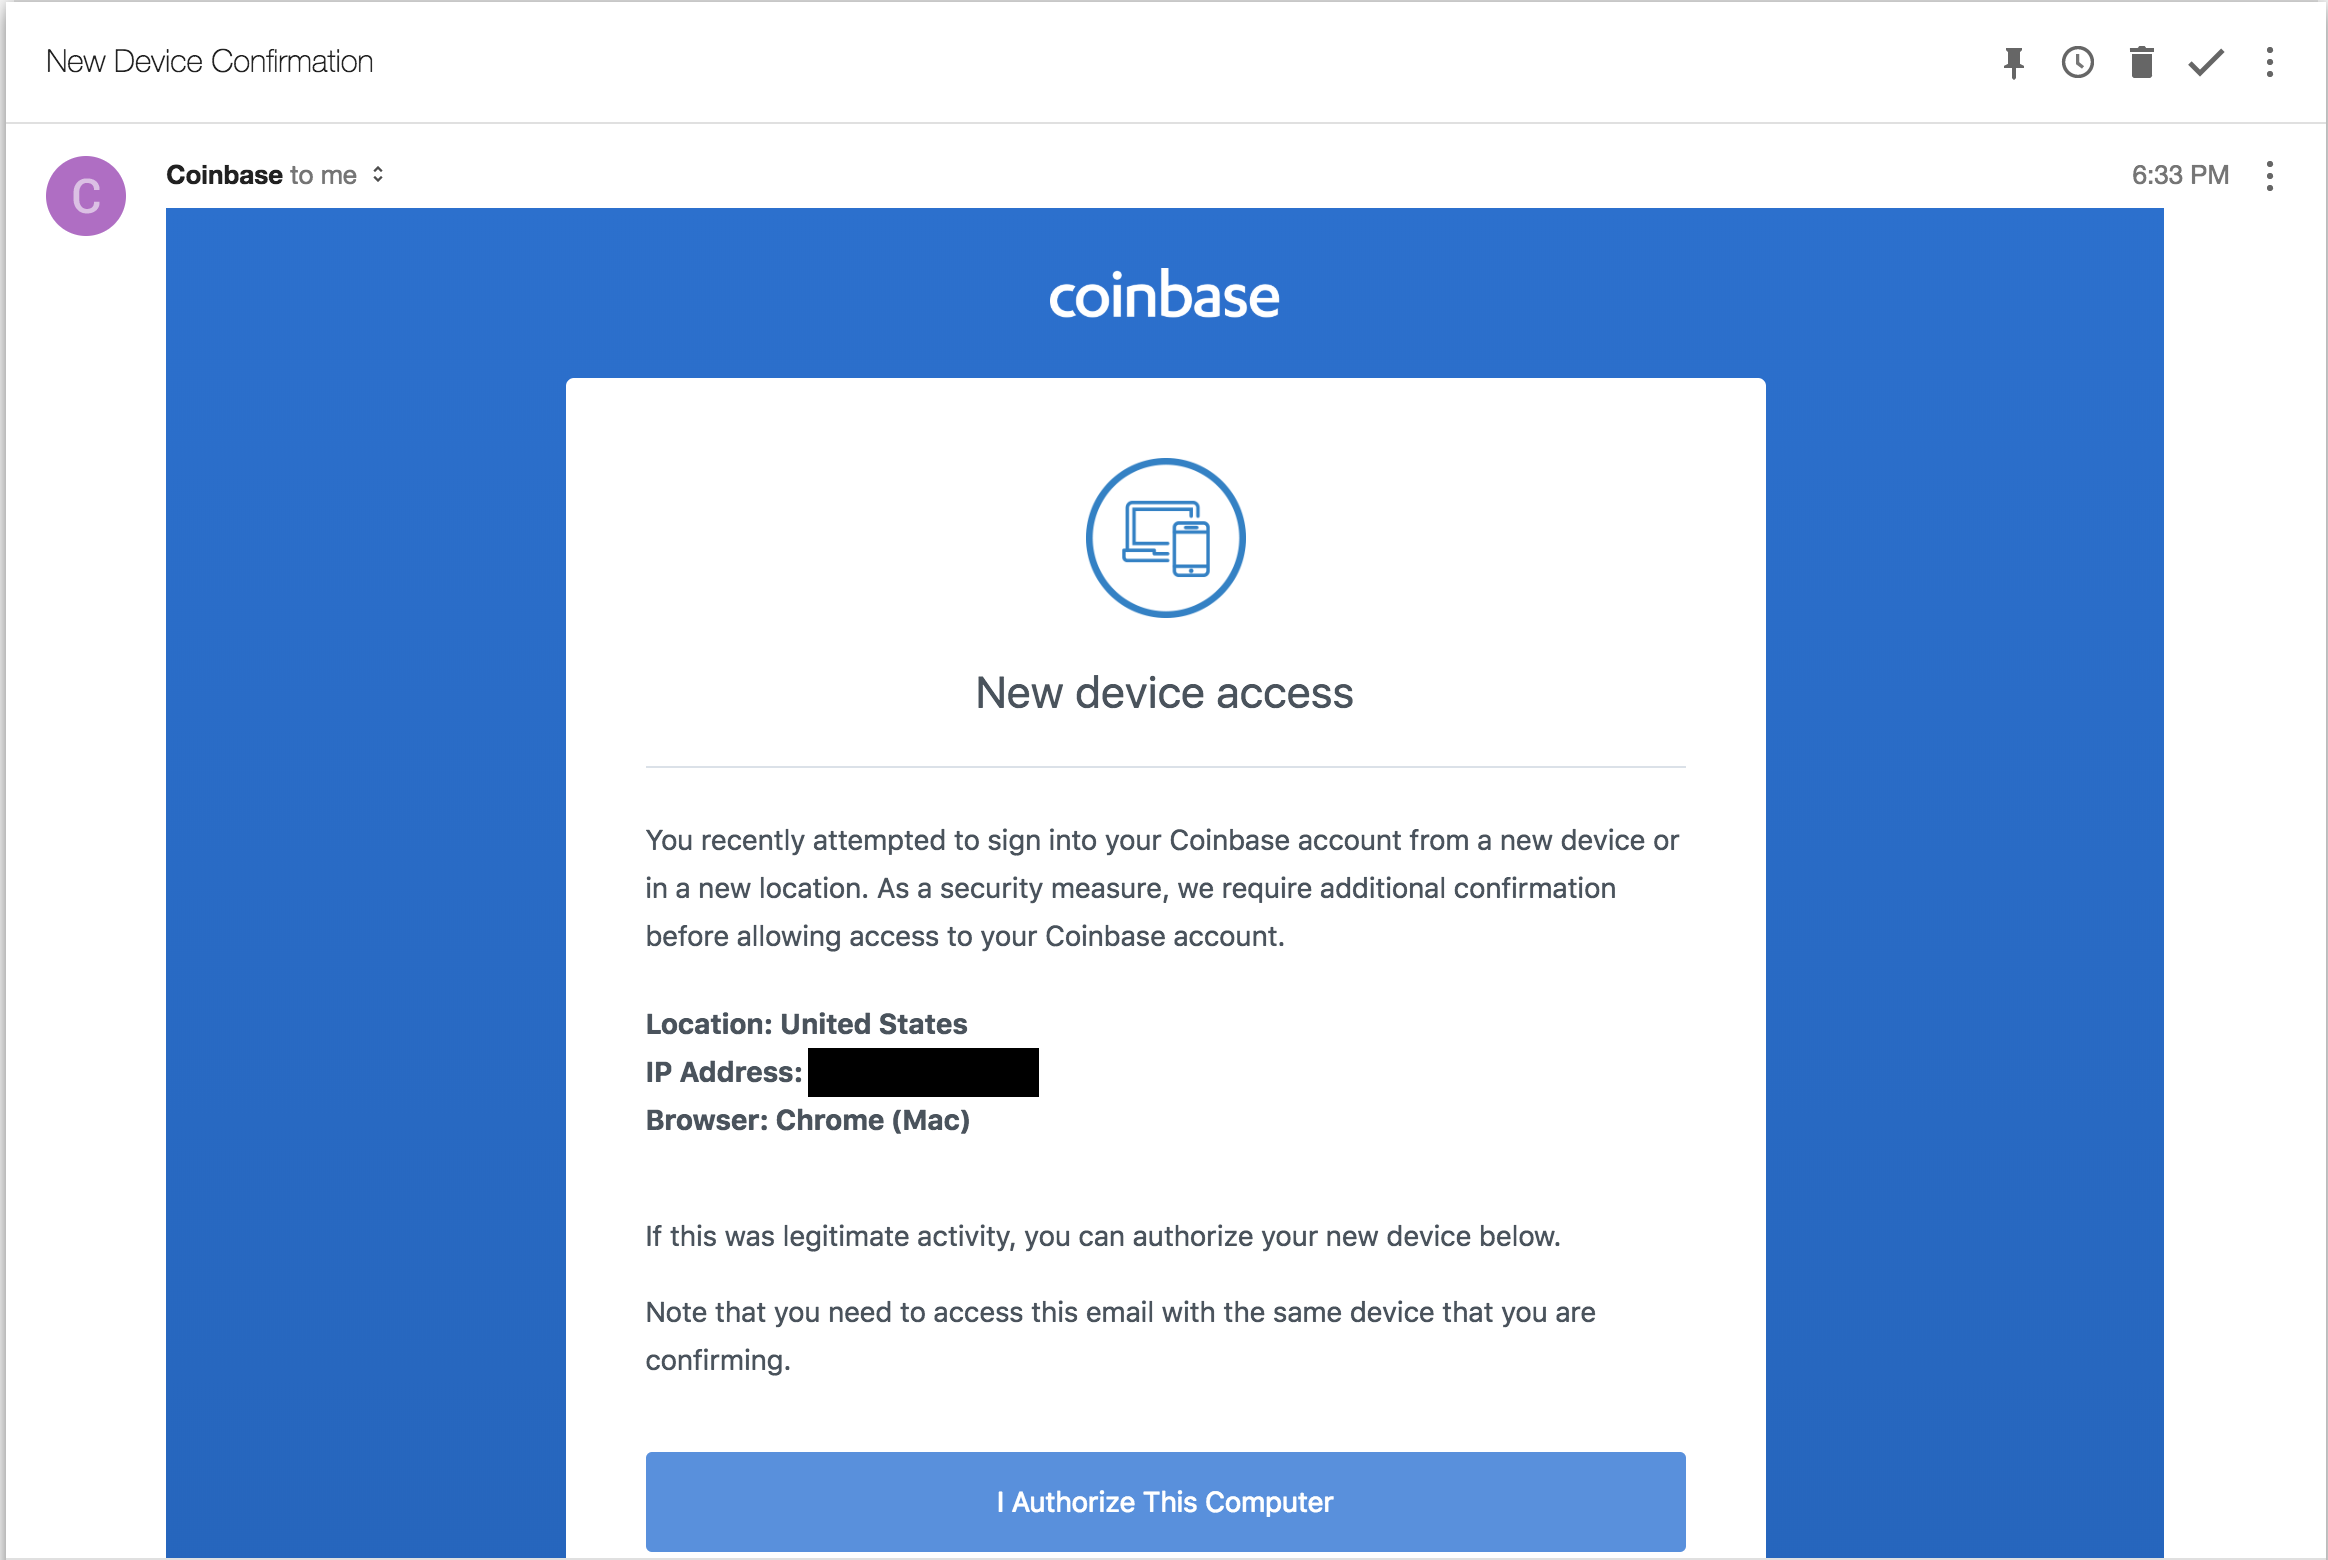 New Device Confirmation
C
Coinbase to me
6:33 PM
coinbase
New device access
You recently attempted to sign into your Coinbase account from a new device or
in a new location. As a security measure, we require additional confirmation
before allowing access to your Coinbase account.
Location: United States
IP Address:
Browser: Chrome (Mac)
If this was legitimate activity, you can authorize your new device below.
Note that you need to access this email with the same device that you are
confirming.
I Authorize This Computer